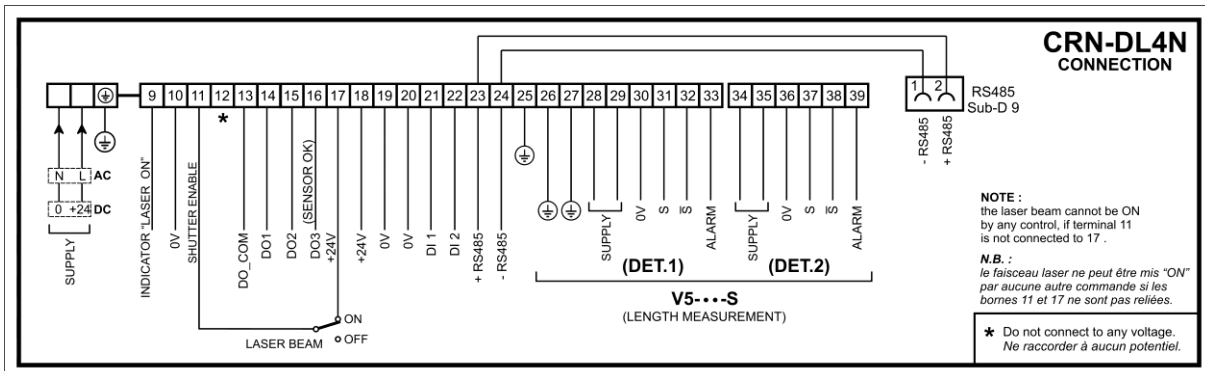 CRN-DL4N
CONNECTION
1 2
RS485
Sub-D 9
- RS485
+ RS485
9 10 11 12 13 14 15 16 17 18 19 20 21 22 23 24 25 26 27 28 29 30 31 32 33 34 35 36 37 38 39
*
N L AC
0 +24 DC
SUPPLY
INDICATOR "LASER ON"
0V
SHUTTER ENABLE
DO_COM
DO1
DO2
DO3 (SENSOR OK)
+24V
+24V
0V
0V
DI 1
DI 2
+ RS485
- RS485
SUPPLY
0V
S
S̅
ALARM
SUPPLY
0V
S
S̅
ALARM
(DET.1)
(DET.2)
V5-•••-S
(LENGTH MEASUREMENT)
ON
OFF
LASER BEAM
NOTE :
the laser beam cannot be ON
by any control, if terminal 11
is not connected to 17 .
N.B. :
le faisceau laser ne peut être mis “ON”
par aucune autre commande si les
bornes 11 et 17 ne sont pas reliées.
* Do not connect to any voltage.
Ne raccorder à aucun potentiel.